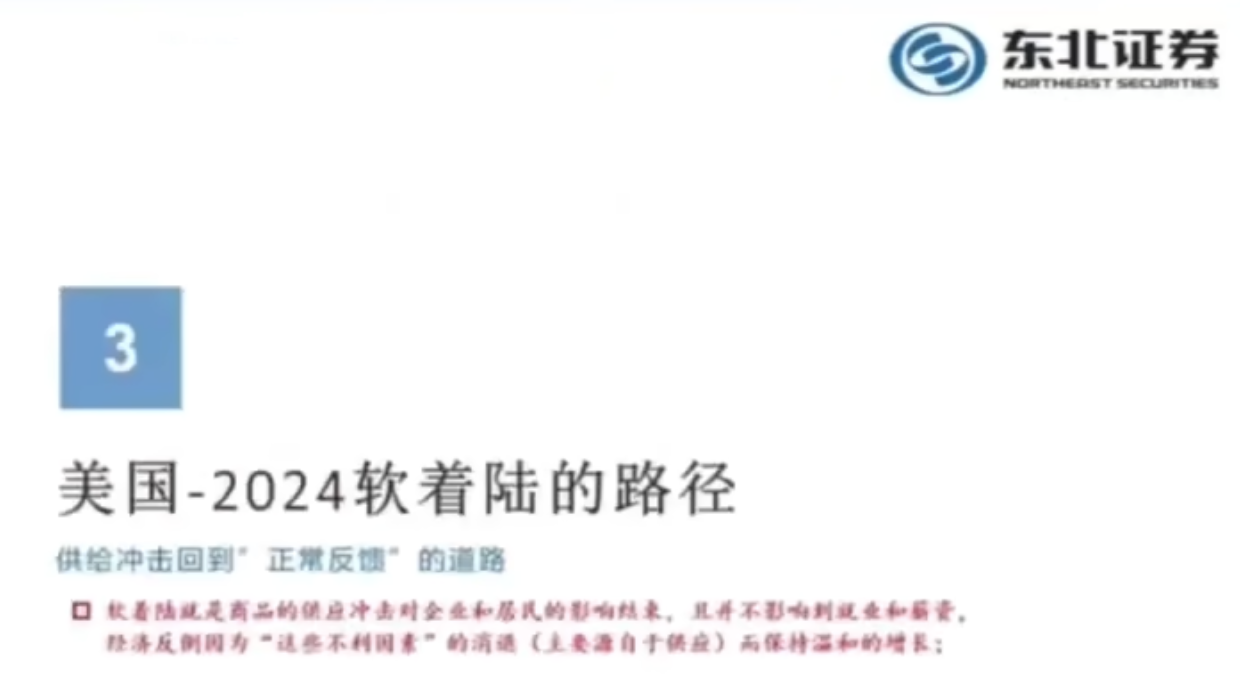 东北证券
NORTHEAST SECURITIES
3
美国-2024软着陆的路径
供给冲击回到”正常反馈”的道路
软着陆就是商品的供应冲击对企业和居民的影响结束，且并不影响到就业和薪资，
经济反倒因为“这些不利因素”的消退（主要源自于供应）而保持温和的增长；